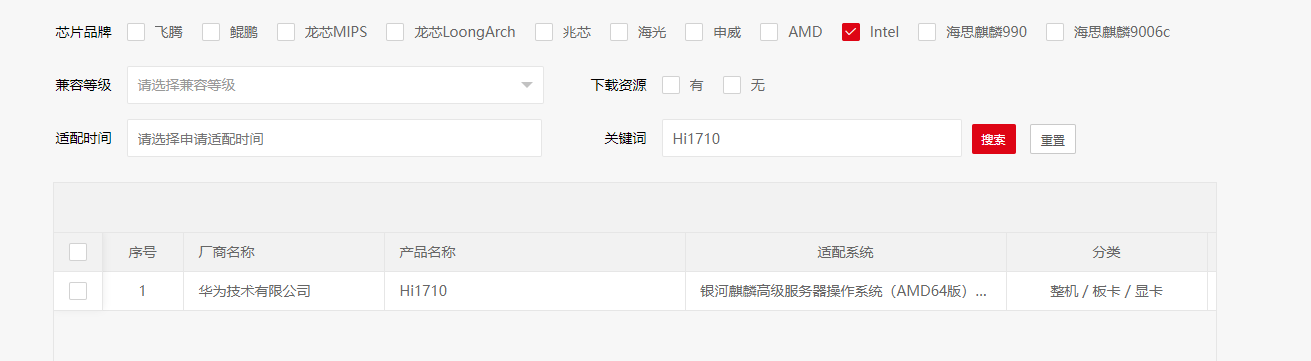 芯片品牌 飞腾 鲲鹏 龙芯MIPS 龙芯LoongArch 兆芯 海光 申威 AMD Intel 海思麒麟990 海思麒麟9006c
兼容等级 请选择兼容等级 下载资源 有 无
适配时间 请选择申请适配时间 关键词 Hi1710 搜索 重置
序号 厂商名称 产品名称 适配系统 分类
1 华为技术有限公司 Hi1710 银河麒麟高级服务器操作系统（AMD64版）... 整机 / 板卡 / 显卡